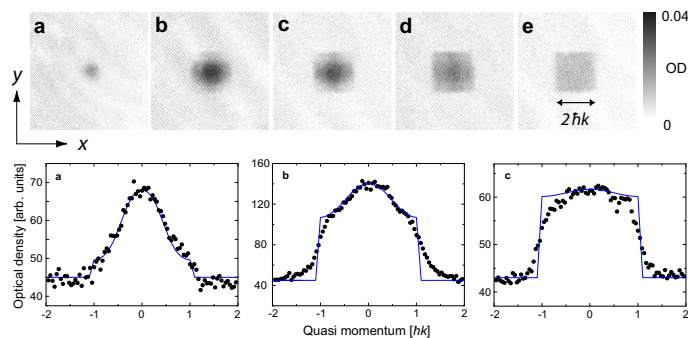 a b c d e
0.04
OD
0
y
x
2ħk
a b c
Optical density [arb. units]
70
60
50
40
160
120
80
40
60
50
40
-2 -1 0 1 2 -2 -1 0 1 2 -2 -1 0 1 2
Quasi momentum [ħk]